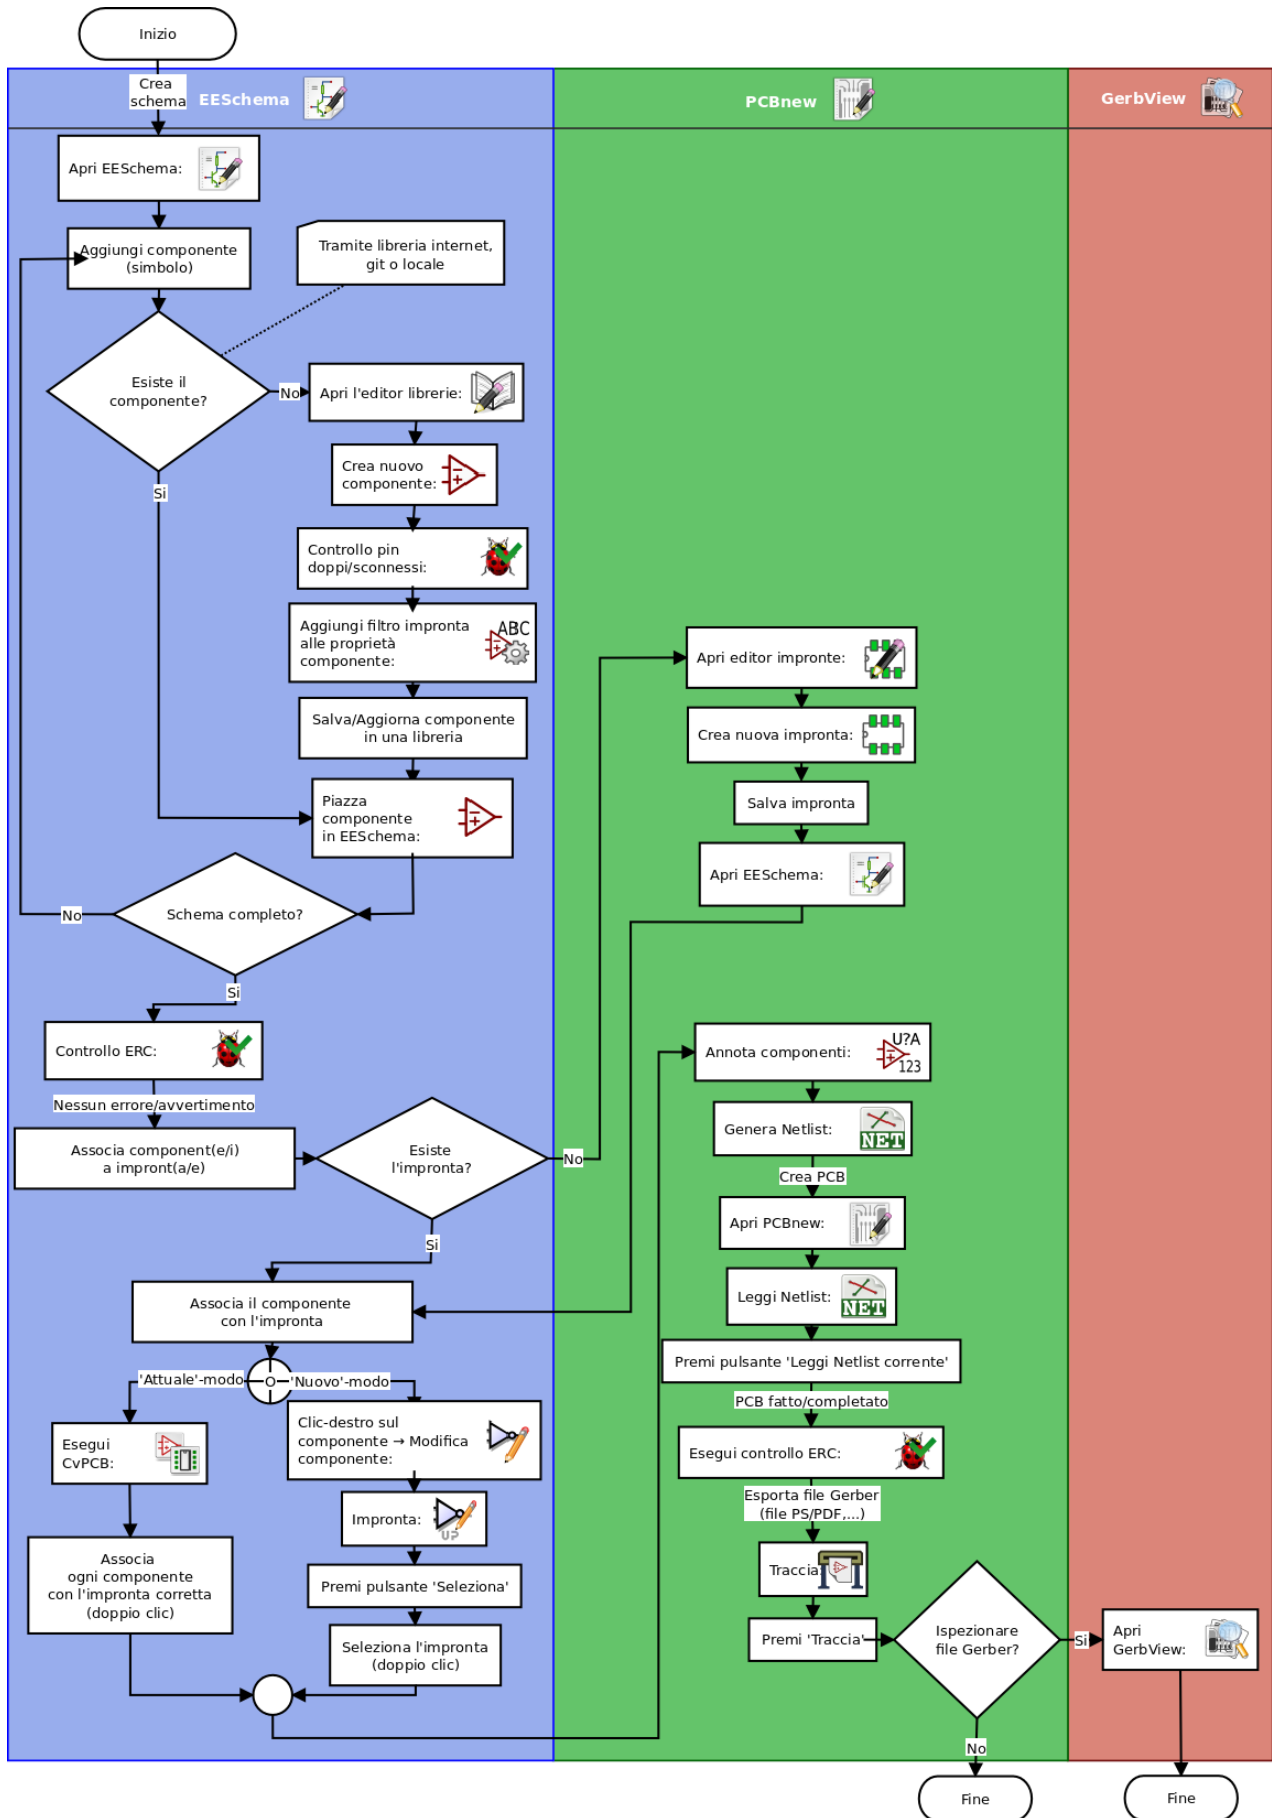 Inizio
Crea
schema
EESchema
PCBnew
GerbView
Apri EESchema:
Aggiungi componente
(simbolo)
Tramite libreria internet,
git o locale
Esiste il
componente?
No
Apri l'editor librerie:
Crea nuovo
componente:
Si
Controllo pin
doppi/sconnessi:
Aggiungi filtro impronta
alle proprietà
componente:
ABC
Salva/Aggiorna componente
in una libreria
Piazza
componente
in EESchema:
Schema completo?
No
Si
Controllo ERC:
Nessun errore/avvertimento
Associa component(e/i)
a impront(a/e)
Esiste
l'impronta?
No
Si
Apri editor impronte:
Crea nuova impronta:
Salva impronta
Apri EESchema:
Associa il componente
con l'impronta
'Attuale'-modo
O
'Nuovo'-modo
Esegui
CvPCB:
Associa
ogni componente
con l'impronta corretta
(doppio clic)
Clic-destro sul
componente → Modifica
componente:
Impronta:
UP
Premi pulsante 'Seleziona'
Seleziona l'impronta
(doppio clic)
Annota componenti:
U?A
123
Genera Netlist:
NET
Crea PCB
Apri PCBnew:
Leggi Netlist:
NET
Premi pulsante 'Leggi Netlist corrente'
PCB fatto/completato
Esegui controllo ERC:
Esporta file Gerber
(file PS/PDF,...)
Traccia:
Premi 'Traccia'
Ispezionare
file Gerber?
Si
Apri
GerbView:
No
Fine
Fine